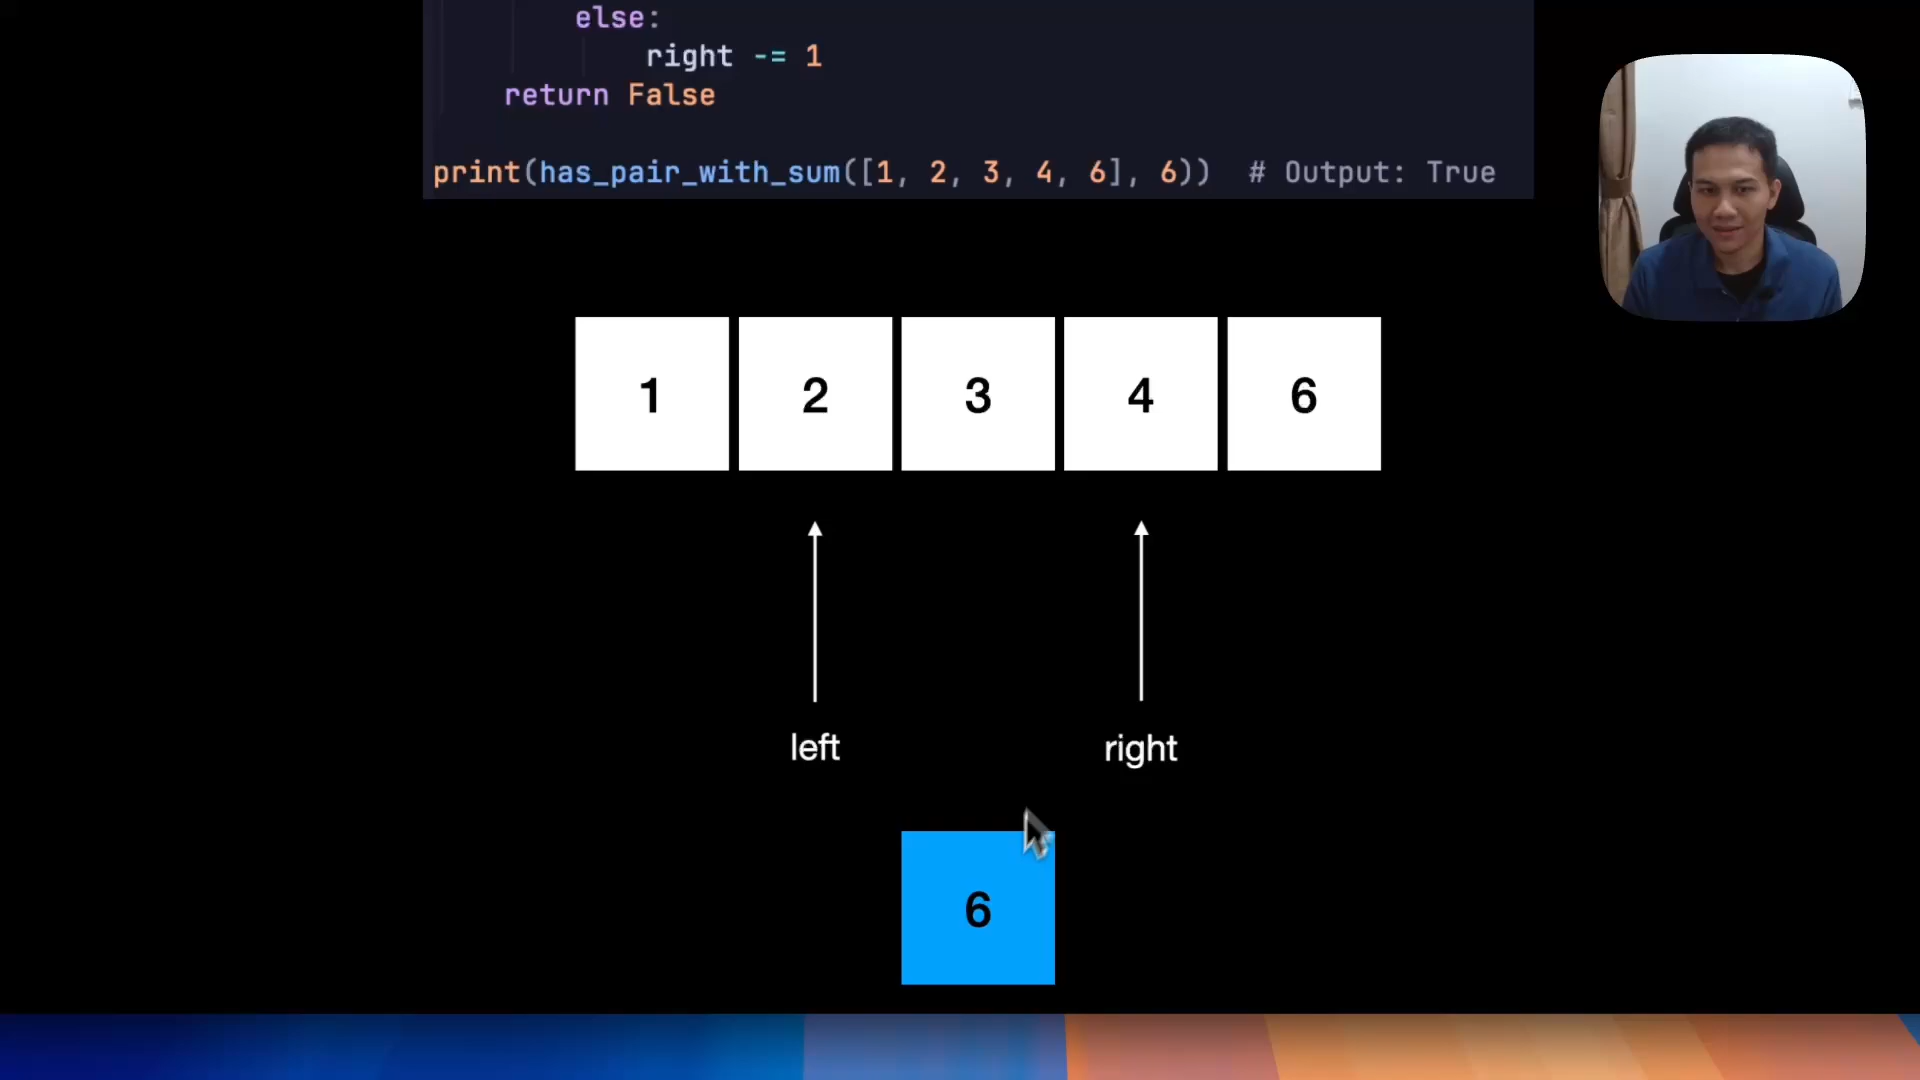 else:
right -= 1
return False
print(has_pair_with_sum([1, 2, 3, 4, 6], 6))  # Output: True
1 2 3 4 6
left right
6